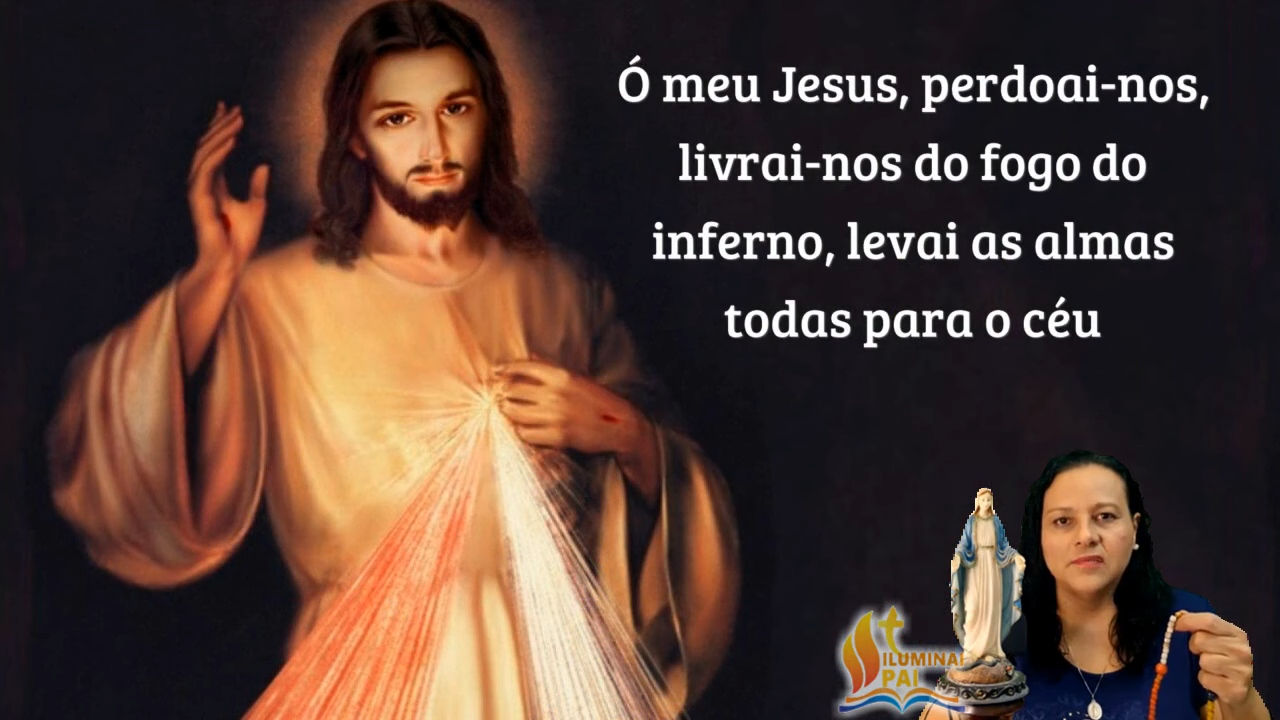 Ó meu Jesus, perdoai-nos,
livrai-nos do fogo do
inferno, levai as almas
todas para o céu
ILUMINAI
PAI